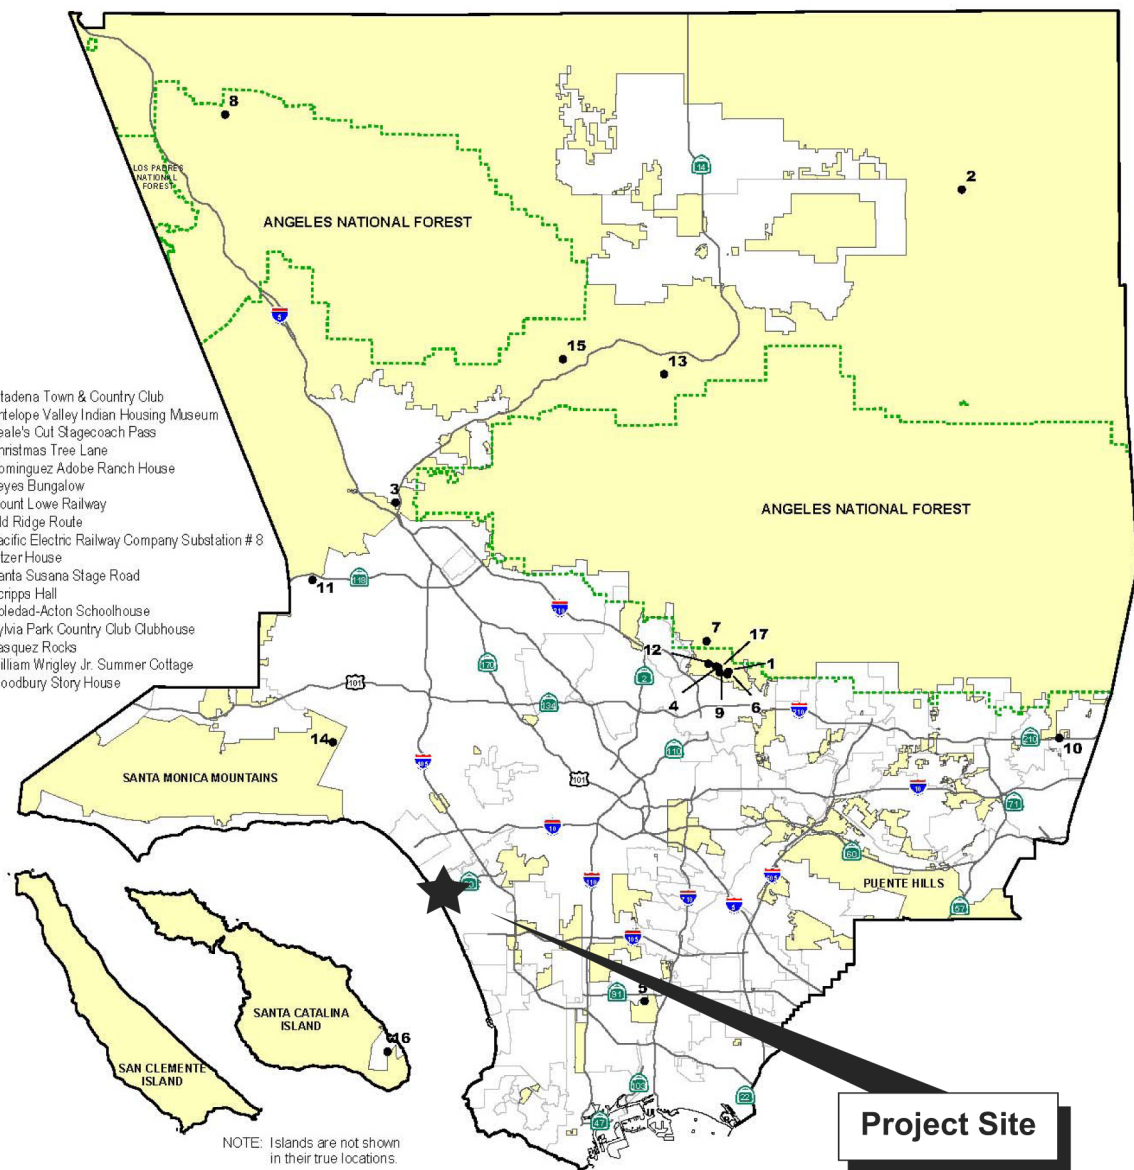 8
2
LOS PADRES
NATIONAL
FOREST
14
ANGELES NATIONAL FOREST
5
15
13
tadena Town & Country Club
ntelope Valley Indian Housing Museum
eale's Cut Stagecoach Pass
hristmas Tree Lane
ominguez Adobe Ranch House
eyes Bungalow
ount Lowe Railway
ld Ridge Route
acific Electric Railway Company Substation # 8
itzer House
anta Susana Stage Road
cripps Hall
oledad-Acton Schoolhouse
ylvia Park Country Club Clubhouse
asquez Rocks
illiam Wrigley Jr. Summer Cottage
oodbury Story House
3
ANGELES NATIONAL FOREST
11
118
210
7
17
12
1
170
2
101
134
4
9
6
210
14
110
210
10
SANTA MONICA MOUNTAINS
405
101
10
71
10
60
PUENTE HILLS
90
110
710
605
5
57
105
91
5
SANTA CATALINA
ISLAND
16
SAN CLEMENTE
ISLAND
103
22
47
Project Site
NOTE: Islands are not shown
in their true locations.